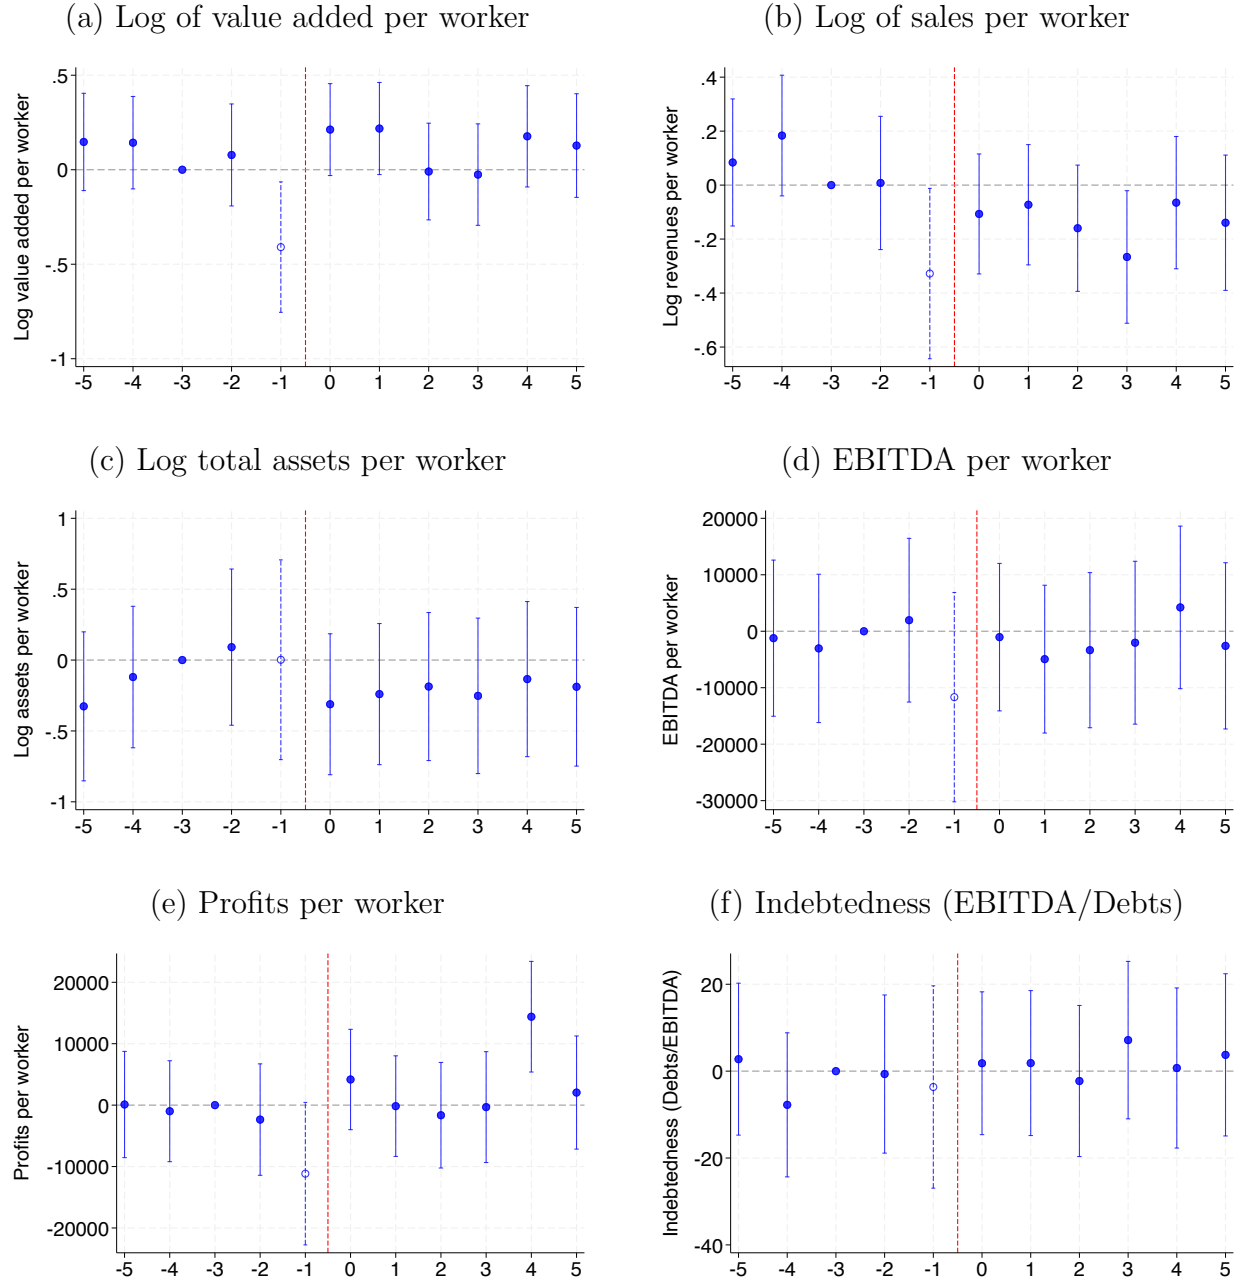 (a) Log of value added per worker
Log value added per worker
.5
0
-.5
-1
-5 -4 -3 -2 -1 0 1 2 3 4 5
(b) Log of sales per worker
Log revenues per worker
.4
.2
0
-.2
-.4
-.6
-5 -4 -3 -2 -1 0 1 2 3 4 5
(c) Log total assets per worker
Log assets per worker
1
.5
0
-.5
-1
-5 -4 -3 -2 -1 0 1 2 3 4 5
(d) EBITDA per worker
EBITDA per worker
20000
10000
0
-10000
-20000
-30000
-5 -4 -3 -2 -1 0 1 2 3 4 5
(e) Profits per worker
Profits per worker
20000
10000
0
-10000
-20000
-5 -4 -3 -2 -1 0 1 2 3 4 5
(f) Indebtedness (EBITDA/Debts)
Indebtedness (Debts/EBITDA)
20
0
-20
-40
-5 -4 -3 -2 -1 0 1 2 3 4 5